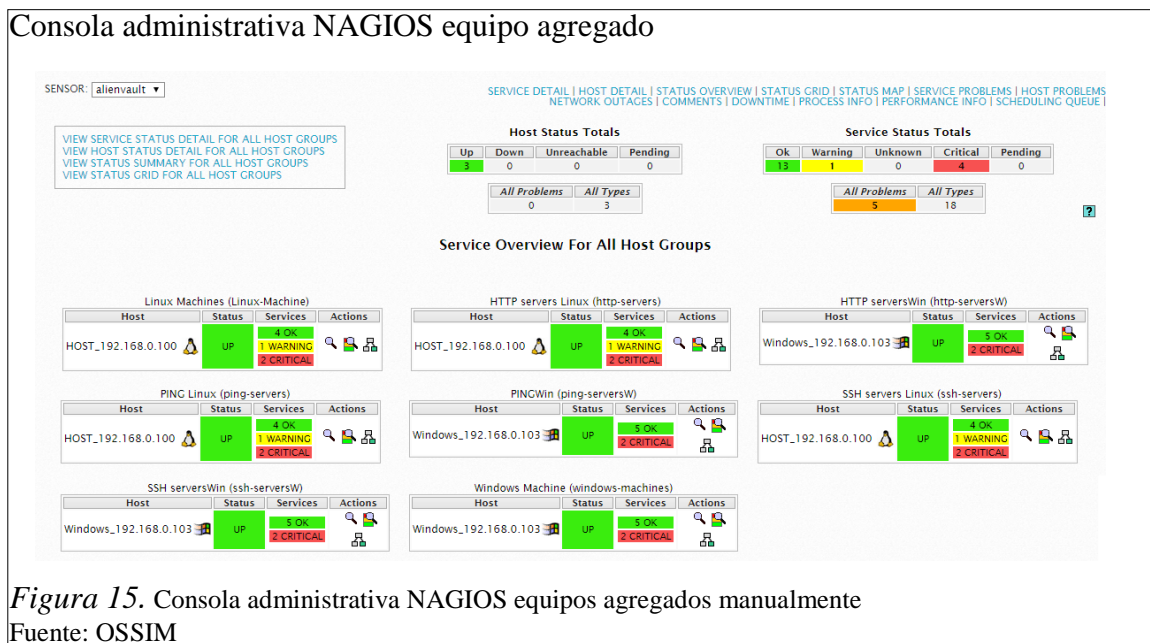 Consola administrativa NAGIOS equipo agregado
SENSOR: alienvault
SERVICE DETAIL | HOST DETAIL | STATUS OVERVIEW | STATUS GRID | STATUS MAP | SERVICE PROBLEMS | HOST PROBLEMS
NETWORK OUTAGES | COMMENTS | DOWNTIME | PROCESS INFO | PERFORMANCE INFO | SCHEDULING QUEUE |
VIEW SERVICE STATUS DETAIL FOR ALL HOST GROUPS
VIEW HOST STATUS DETAIL FOR ALL HOST GROUPS
VIEW STATUS SUMMARY FOR ALL HOST GROUPS
VIEW STATUS GRID FOR ALL HOST GROUPS
Host Status Totals
Up Down Unreachable Pending
3 0 0 0
All Problems All Types
0 3
Service Status Totals
Ok Warning Unknown Critical Pending
13 1 0 4 0
All Problems All Types
5 18
?
Service Overview For All Host Groups
Linux Machines (Linux-Machine)
Host Status Services Actions
HOST_192.168.0.100 UP 4 OK
1 WARNING
2 CRITICAL
HTTP servers Linux (http-servers)
Host Status Services Actions
HOST_192.168.0.100 UP 4 OK
1 WARNING
2 CRITICAL
HTTP serversWin (http-serversW)
Host Status Services Actions
Windows_192.168.0.103 UP 5 OK
2 CRITICAL
PING Linux (ping-servers)
Host Status Services Actions
HOST_192.168.0.100 UP 4 OK
1 WARNING
2 CRITICAL
PINGWin (ping-serversW)
Host Status Services Actions
Windows_192.168.0.103 UP 5 OK
2 CRITICAL
SSH servers Linux (ssh-servers)
Host Status Services Actions
HOST_192.168.0.100 UP 4 OK
1 WARNING
2 CRITICAL
SSH serversWin (ssh-serversW)
Host Status Services Actions
Windows_192.168.0.103 UP 5 OK
2 CRITICAL
Windows Machine (windows-machines)
Host Status Services Actions
Windows_192.168.0.103 UP 5 OK
2 CRITICAL
Figura 15. Consola administrativa NAGIOS equipos agregados manualmente
Fuente: OSSIM